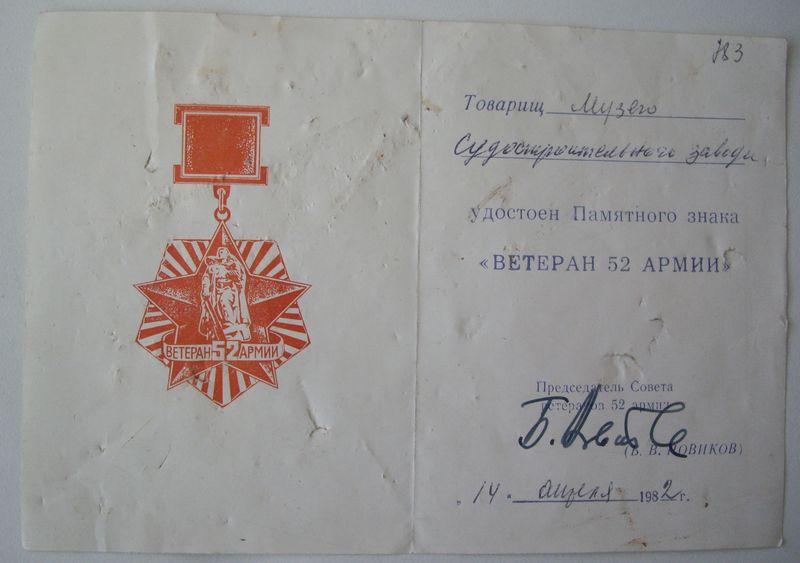 ВЕТЕРАН 52 АРМИИ
Товарищ Музею
Судостроительного завода
удостоен Памятного знака
«ВЕТЕРАН 52 АРМИИ»
Председатель Совета
ветеранов 52 армии
(В. В. НОВИКОВ)
„14" апреля 1982 г.